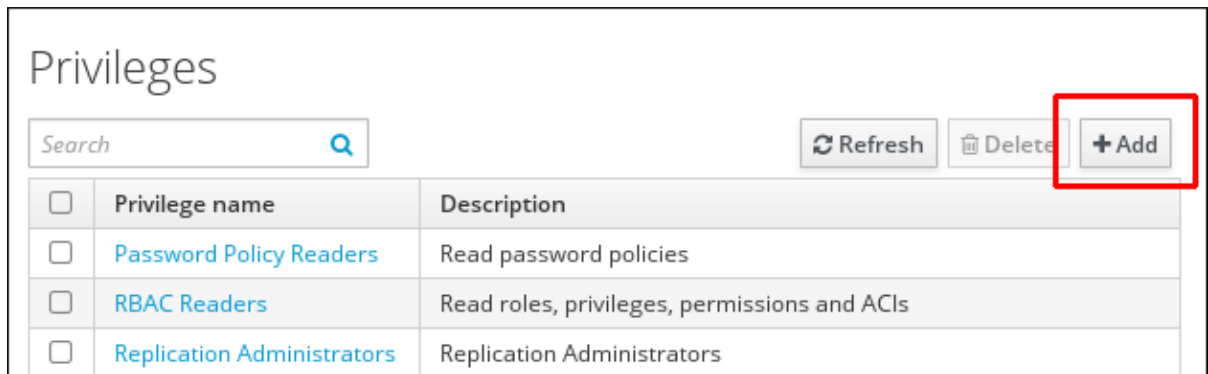 Privileges
Search Refresh Delete Add
Privilege name Description
Password Policy Readers Read password policies
RBAC Readers Read roles, privileges, permissions and ACIs
Replication Administrators Replication Administrators